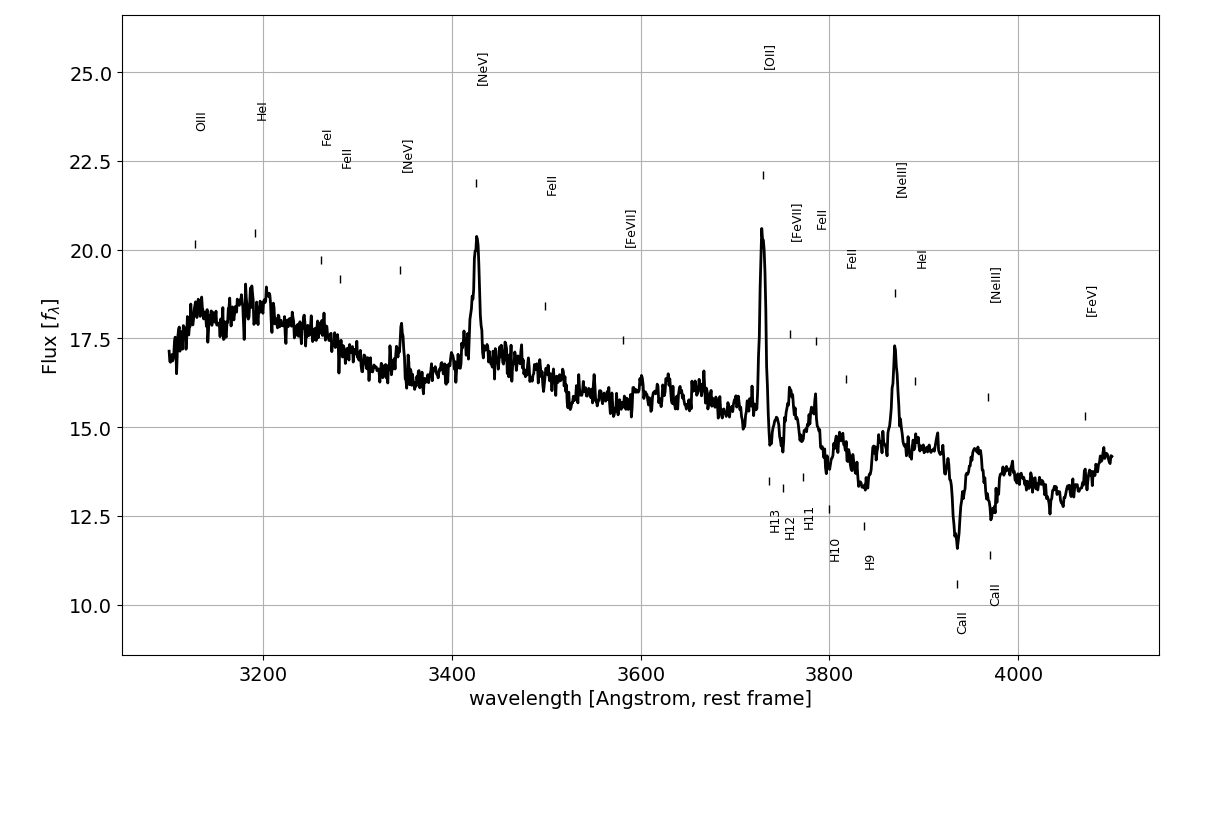 [OII]
[NeV]
25.0
HeI
OIII
FeI
FeII
[NeV]
22.5
FeII
[NeIII]
[FeVII]
[FeVII]
FeII
FeII
HeI
20.0
[NeIII]
[FeV]
Flux [fλ]
17.5
15.0
12.5
H13
H12
H11
H10
H9
10.0
CaII
CaII
3200
3400
3600
3800
4000
wavelength [Angstrom, rest frame]